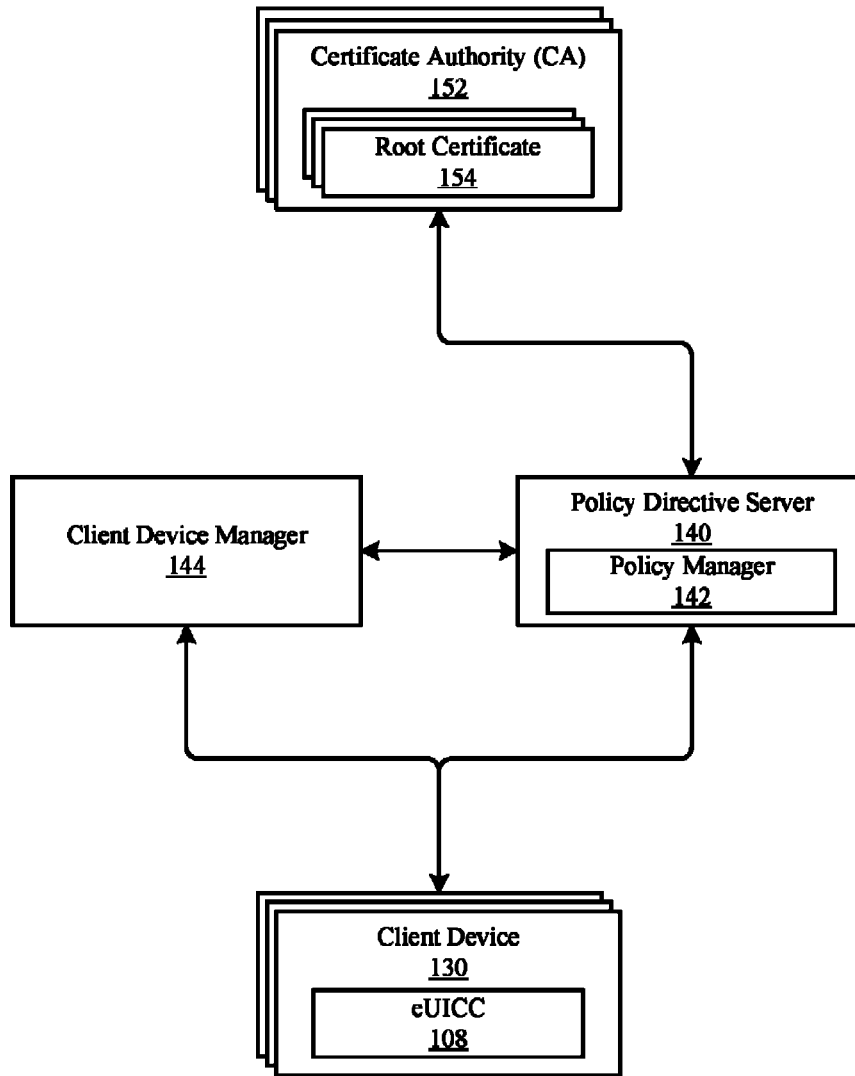 Certificate Authority (CA)
152
Root Certificate
154
Client Device Manager
144
Policy Directive Server
140
Policy Manager
142
Client Device
130
eUICC
108